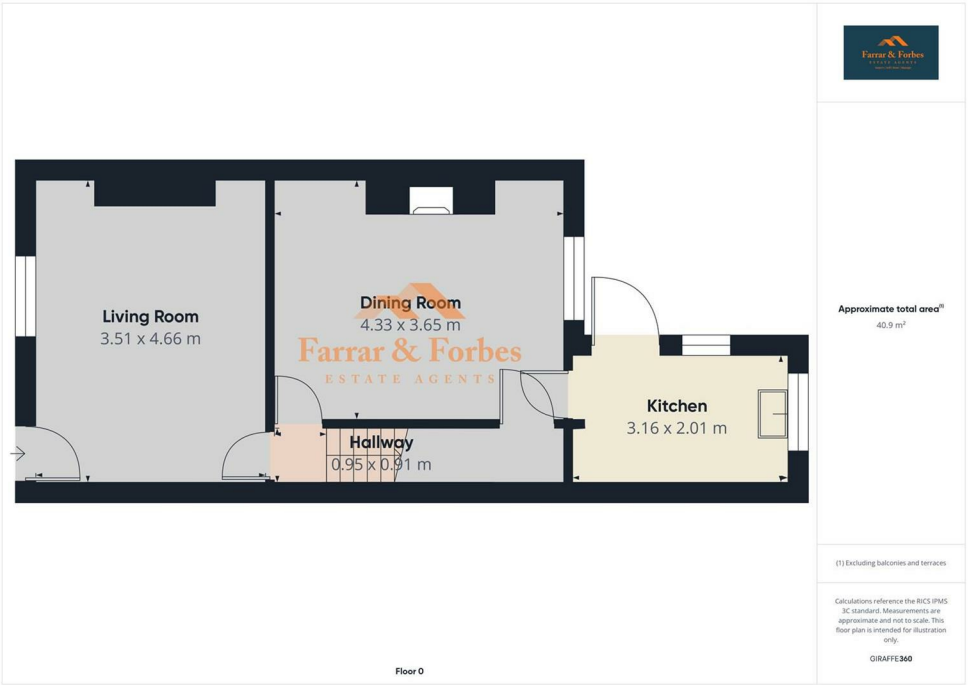 Farrar & Forbes
ESTATE AGENTS
Living Room
3.51 x 4.66 m
Dining Room
4.33 x 3.65 m
Farrar & Forbes
ESTATE AGENTS
Kitchen
3.16 x 2.01 m
Hallway
0.95 x 0.91 m
Approximate total area(1)
40.9 m²
(1) Excluding balconies and terraces
Calculations reference the RICS IPMS
3C standard. Measurements are
approximate and not to scale. This
floor plan is intended for illustration
only.
GIRAFFE360
Floor 0